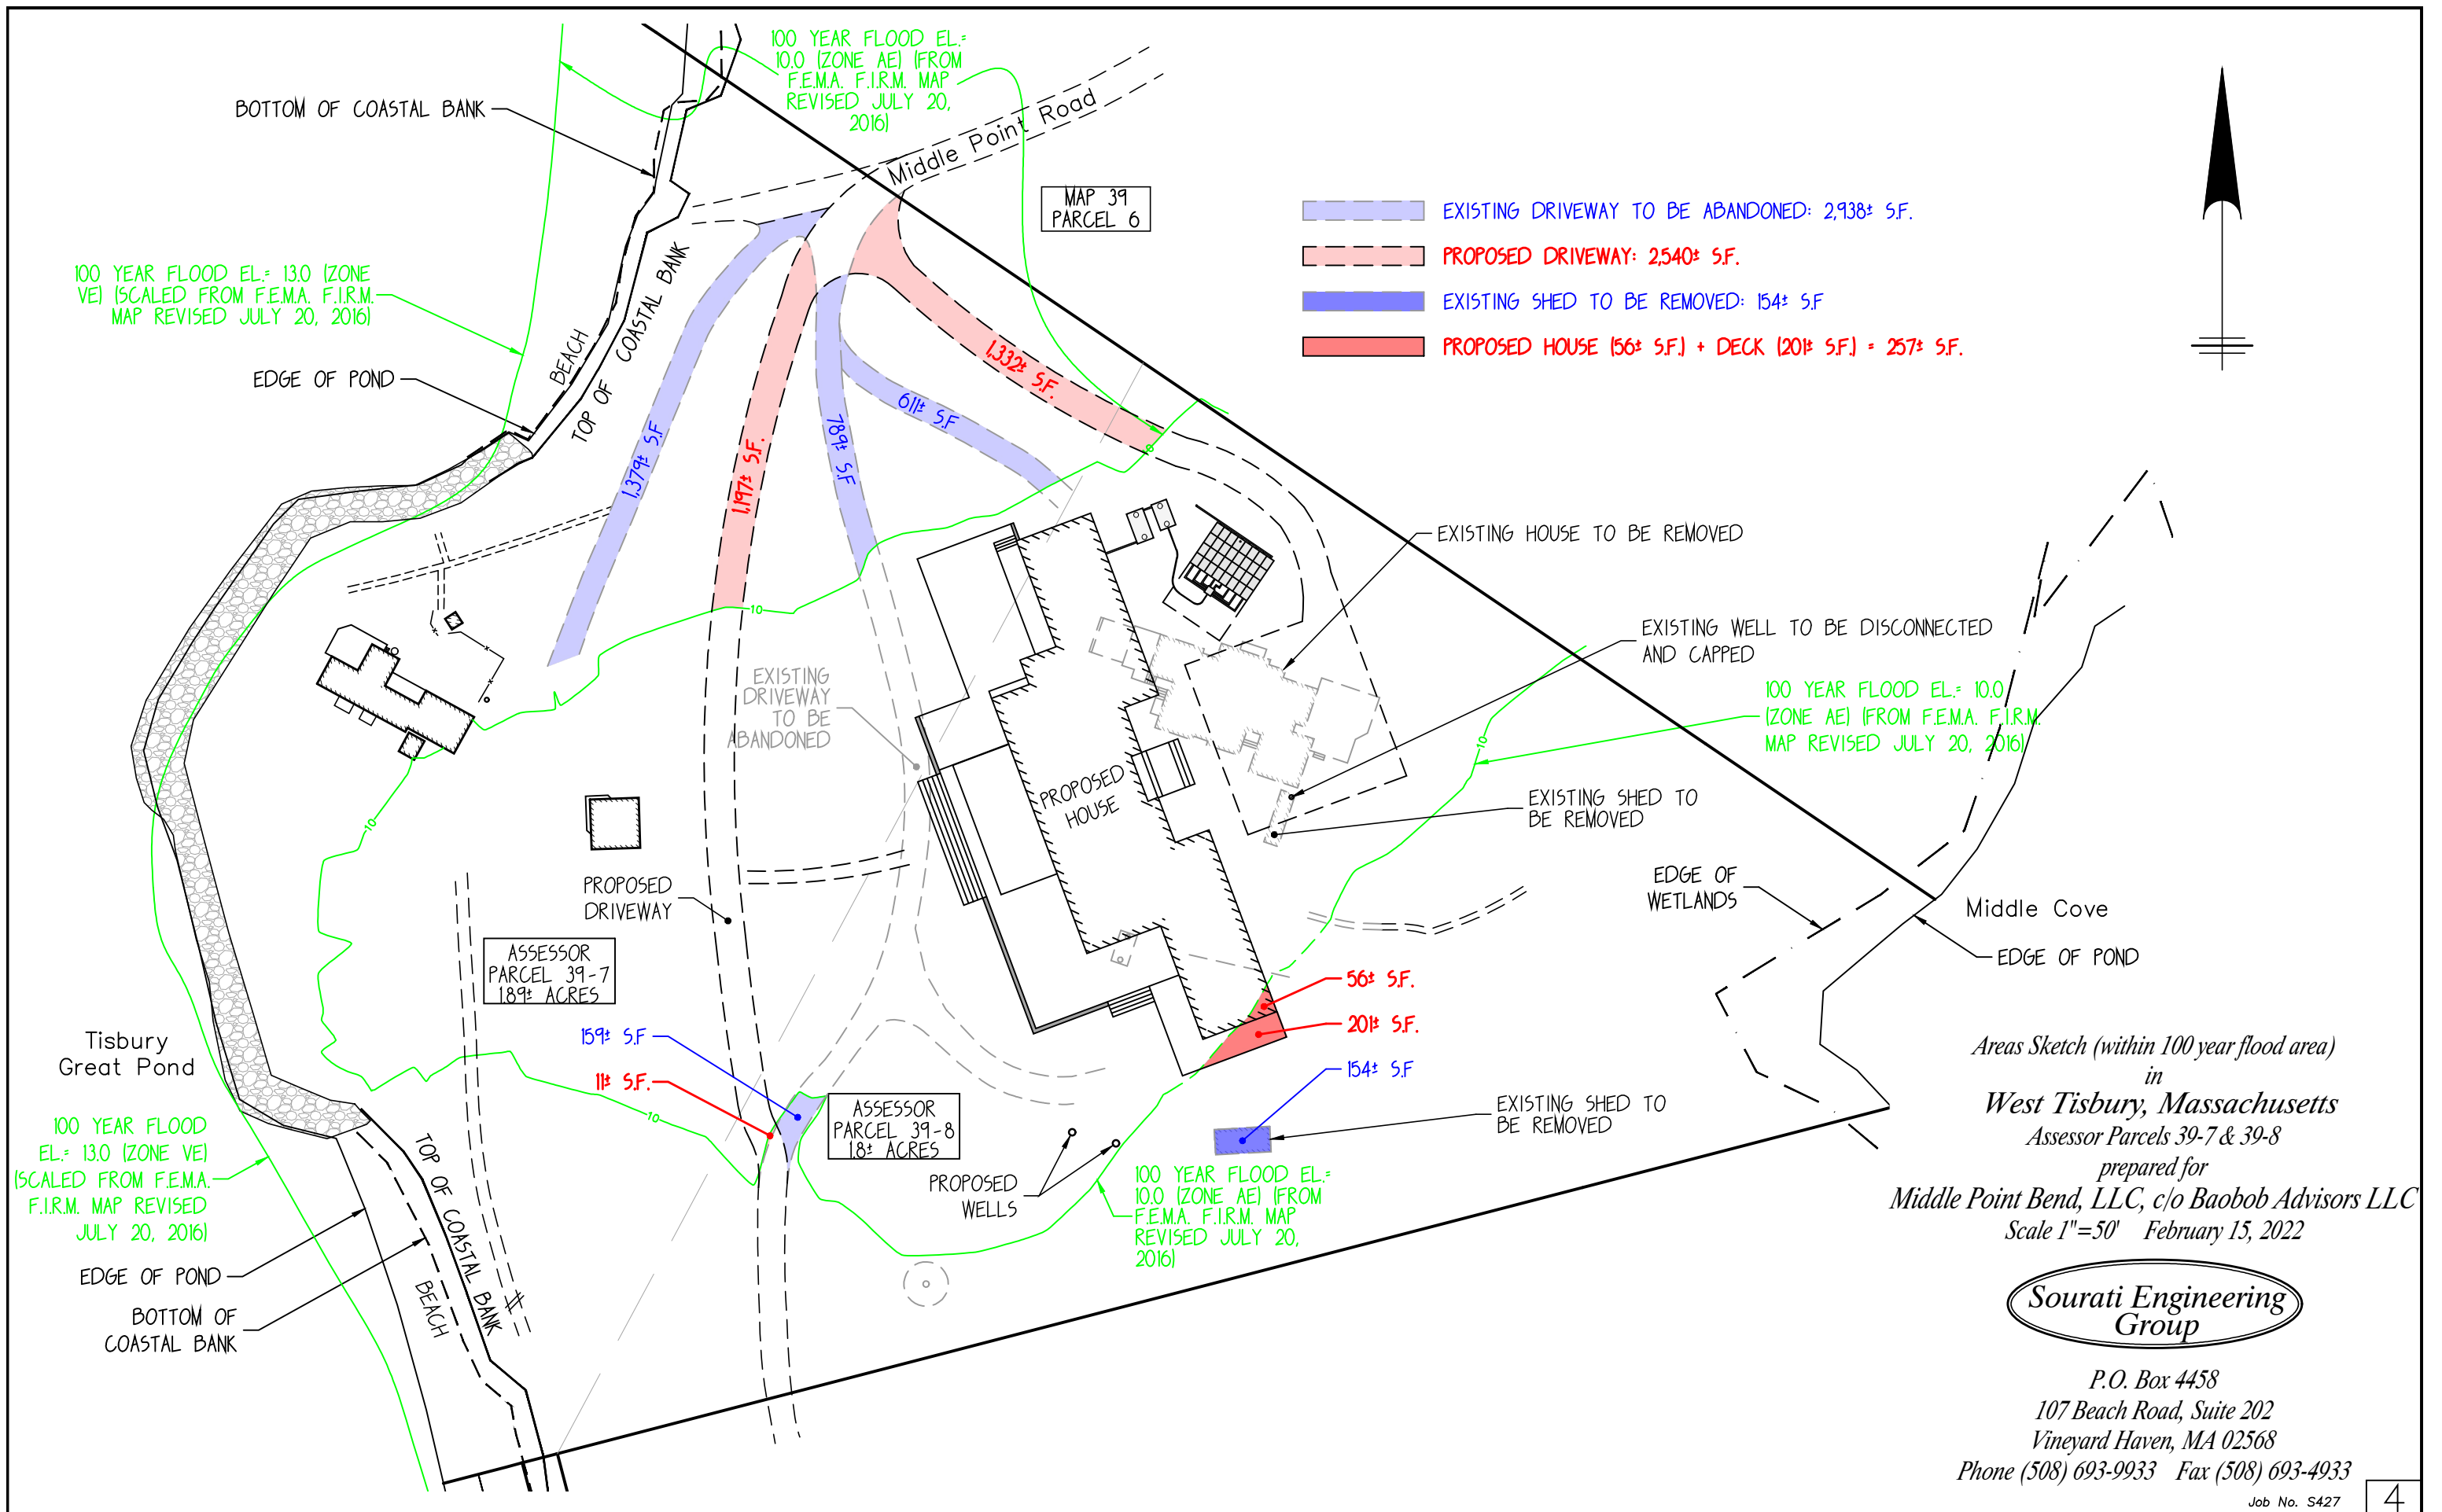 100 YEAR FLOOD EL.=
10.0 (ZONE AE) (FROM
F.E.M.A. F.I.R.M. MAP
REVISED JULY 20,
2016)
BOTTOM OF COASTAL BANK
Middle Point Road
MAP 39
PARCEL 6
EXISTING DRIVEWAY TO BE ABANDONED: 2,938± S.F.
PROPOSED DRIVEWAY: 2,540± S.F.
EXISTING SHED TO BE REMOVED: 154± S.F
PROPOSED HOUSE (56± S.F.) + DECK (201± S.F.) = 257± S.F.
100 YEAR FLOOD EL.= 13.0 (ZONE
VE) (SCALED FROM F.E.M.A. F.I.R.M.
MAP REVISED JULY 20, 2016)
EDGE OF POND
BEACH
TOP OF COASTAL BANK
1,379± S.F
1,197± S.F.
789± S.F
611± S.F
1,332± S.F.
10
10
10
10
10
EXISTING HOUSE TO BE REMOVED
EXISTING WELL TO BE DISCONNECTED
AND CAPPED
100 YEAR FLOOD EL.= 10.0
(ZONE AE) (FROM F.E.M.A. F.I.R.M.
MAP REVISED JULY 20, 2016)
EXISTING
DRIVEWAY
TO BE
ABANDONED
PROPOSED
HOUSE
EXISTING SHED TO
BE REMOVED
PROPOSED
DRIVEWAY
EDGE OF
WETLANDS
Middle Cove
EDGE OF POND
ASSESSOR
PARCEL 39-7
1.89± ACRES
56± S.F.
201± S.F.
154± S.F
159± S.F
11± S.F.
Tisbury
Great Pond
ASSESSOR
PARCEL 39-8
1.8± ACRES
EXISTING SHED TO
BE REMOVED
PROPOSED
WELLS
100 YEAR FLOOD EL.=
10.0 (ZONE AE) (FROM
F.E.M.A. F.I.R.M. MAP
REVISED JULY 20,
2016)
100 YEAR FLOOD
EL.= 13.0 (ZONE VE)
(SCALED FROM F.E.M.A.
F.I.R.M. MAP REVISED
JULY 20, 2016)
EDGE OF POND
BOTTOM OF
COASTAL BANK
TOP OF COASTAL BANK
BEACH
Areas Sketch (within 100 year flood area)
in
West Tisbury, Massachusetts
Assessor Parcels 39-7 & 39-8
prepared for
Middle Point Bend, LLC, c/o Baobob Advisors LLC
Scale 1"=50' February 15, 2022
Sourati Engineering
Group
P.O. Box 4458
107 Beach Road, Suite 202
Vineyard Haven, MA 02568
Phone (508) 693-9933 Fax (508) 693-4933
Job No. S427
4